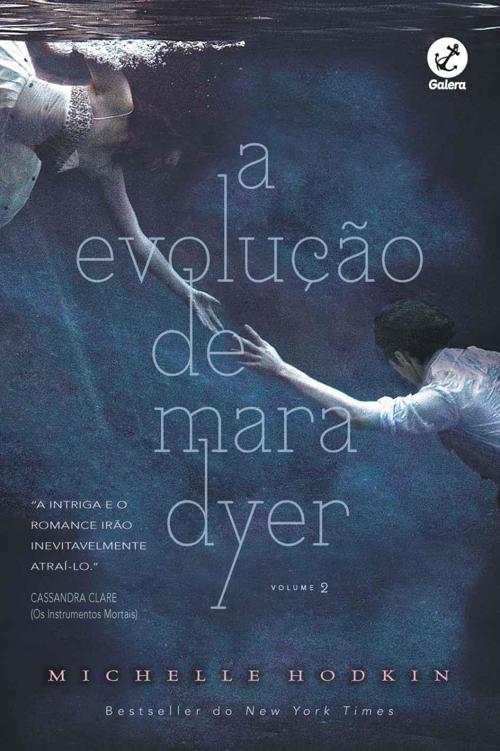 Galera
a
evolução
de
mara
dyer
VOLUME 2
“A INTRIGA E O
ROMANCE IRÃO
INEVITAVELMENTE
ATRAÍ-LO.”
CASSANDRA CLARE
(Os Instrumentos Mortais)
MICHELLE HODKIN
Bestseller do New York Times